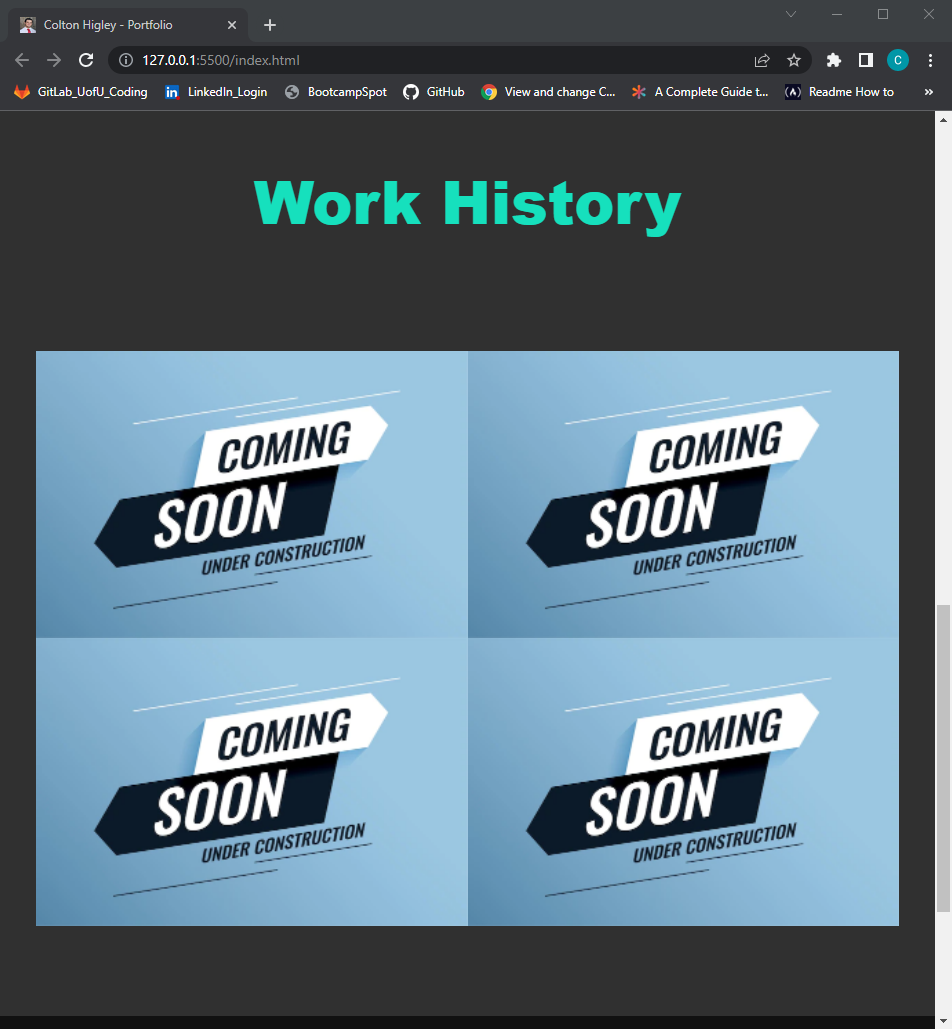 Colton Higley - Portfolio
127.0.0.1:5500/index.html
C
GitLab_UofU_Coding
in
LinkedIn_Login
BootcampSpot
GitHub
View and change C...
A Complete Guide t...
Readme How to
Work History
COMING
SOON
UNDER CONSTRUCTION
COMING
SOON
UNDER CONSTRUCTION
COMING
SOON
UNDER CONSTRUCTION
COMING
SOON
UNDER CONSTRUCTION